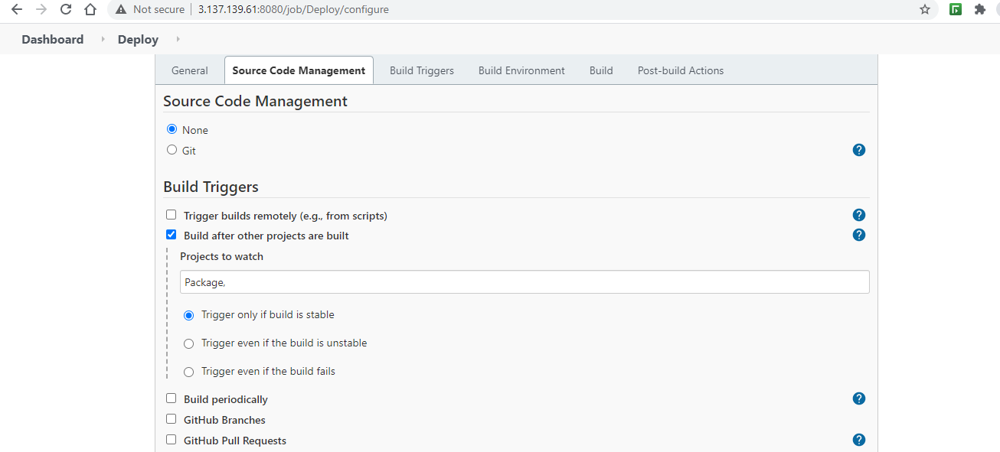 Not secure | 3.137.139.61:8080/job/Deploy/configure
Dashboard Deploy
General Source Code Management Build Triggers Build Environment Build Post-build Actions
Source Code Management
None
Git
?
Build Triggers
Trigger builds remotely (e.g., from scripts) ?
Build after other projects are built ?
Projects to watch
Package,
Trigger only if build is stable
Trigger even if the build is unstable
Trigger even if the build fails
Build periodically ?
GitHub Branches
GitHub Pull Requests ?